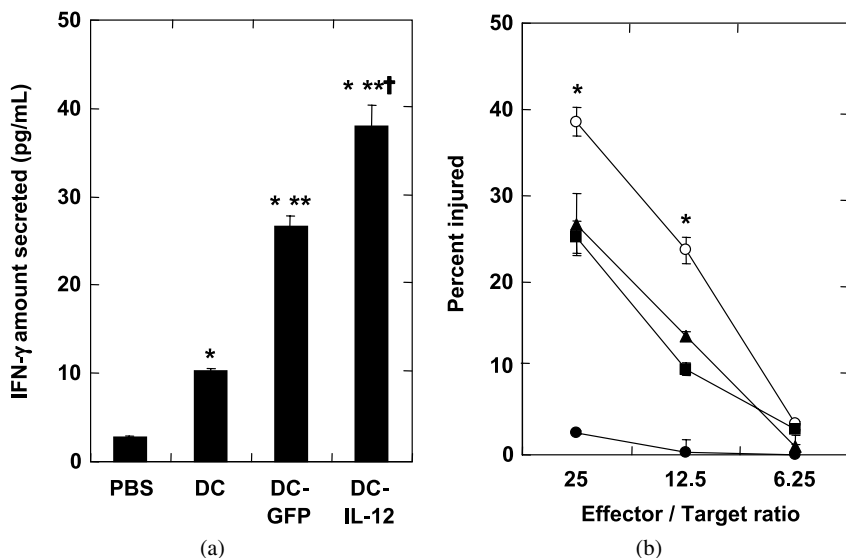 50
40
30
20
10
0
IFN-γ amount secreted (pg/mL)
*
* **
* **†
PBS
DC
DC-
GFP
DC-
IL-12
(a)
50
40
30
20
10
0
Percent injured
*
*
25
12.5
6.25
Effector / Target ratio
(b)